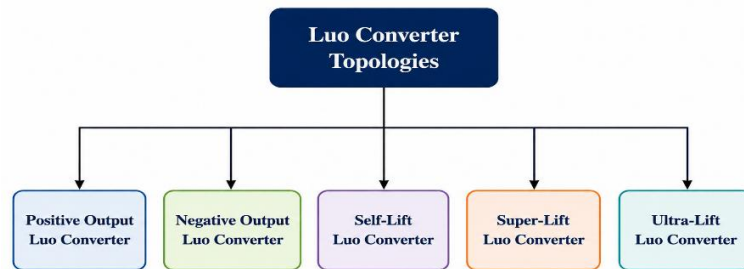 Luo Converter
Topologies
Positive Output
Luo Converter
Negative Output
Luo Converter
Self-Lift
Luo Converter
Super-Lift
Luo Converter
Ultra-Lift
Luo Converter